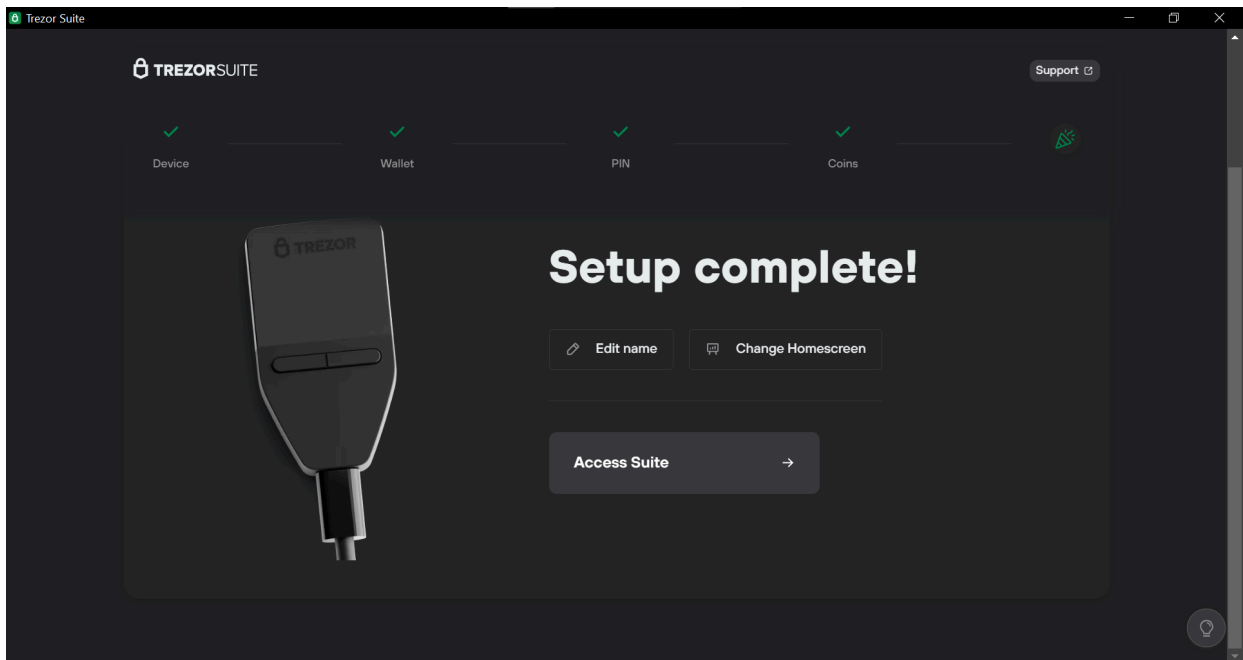 Trezor Suite
TREZORSUITE
Support
Device
Wallet
PIN
Coins
TREZOR
Setup complete!
Edit name
Change Homescreen
Access Suite